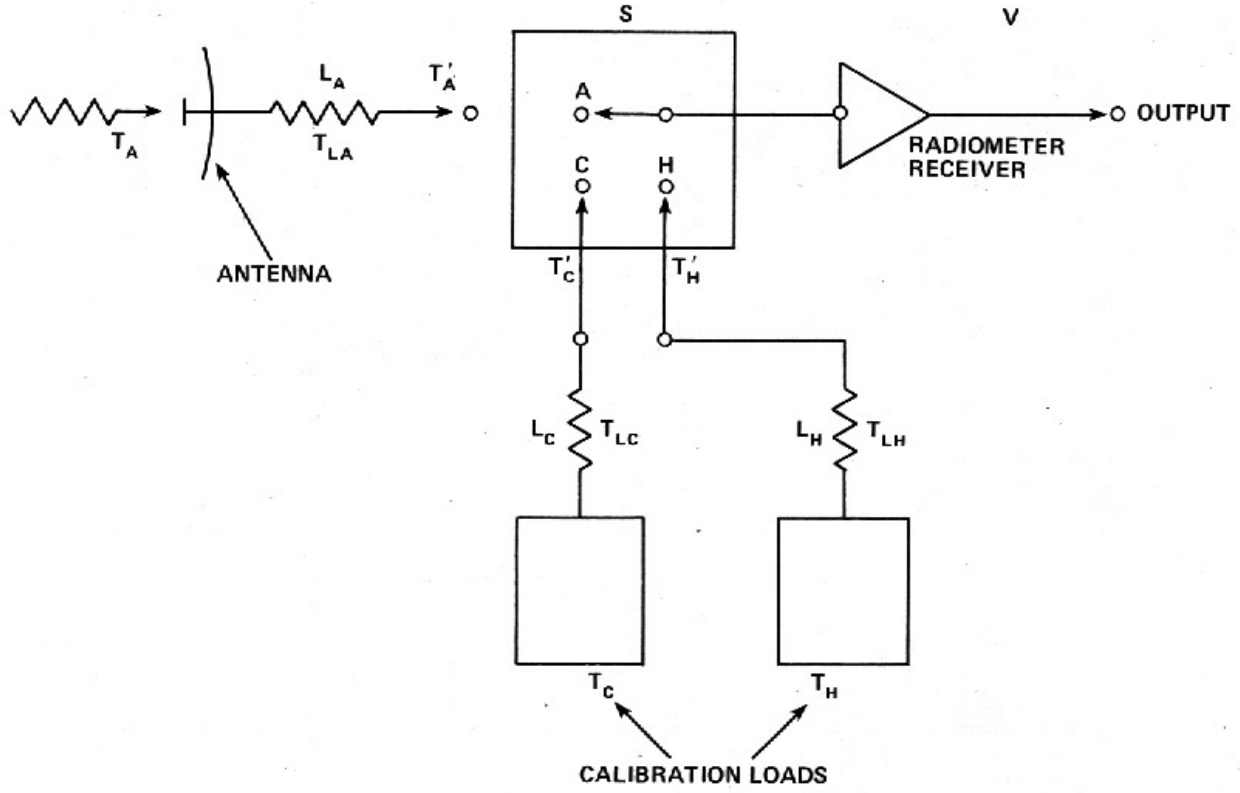 S
V
L_A
T'_A
A
OUTPUT
T_A
T_LA
RADIOMETER
RECEIVER
C
H
ANTENNA
T'_C
T'_H
L_C
T_LC
L_H
T_LH
T_C
T_H
CALIBRATION LOADS